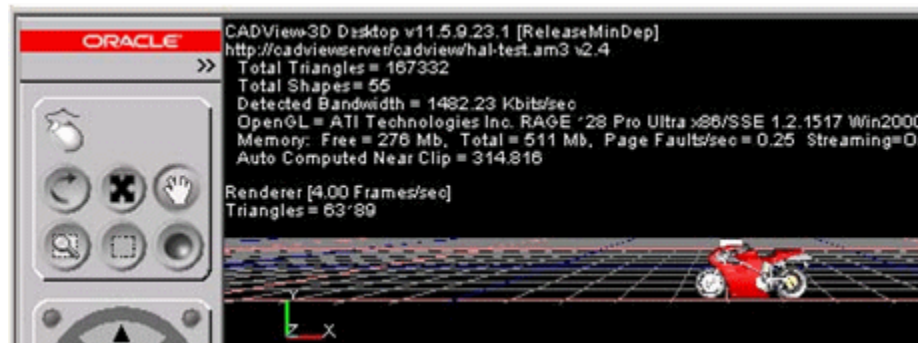 ORACLE
»
CADView-3D Desktop v11.5.9.23.1 [ReleaseMinDep]
http://cadviewserver/cadview/hal-test.am3 v2.4
Total Triangles = 167332
Total Shapes= 55
Detected Bandwidth = 1482.23 Kbits/sec
OpenGL = ATI Technologies Inc. RAGE 128 Pro Ultra x86/SSE 1.2.1517 Win2000
Memory: Free = 276 Mb, Total = 511 Mb, Page Faults/sec = 0.25 Streaming=O
Auto Computed Near Clip = 314.816
Renderer [4.00 Frames/sec]
Triangles = 63189
Y
Z X